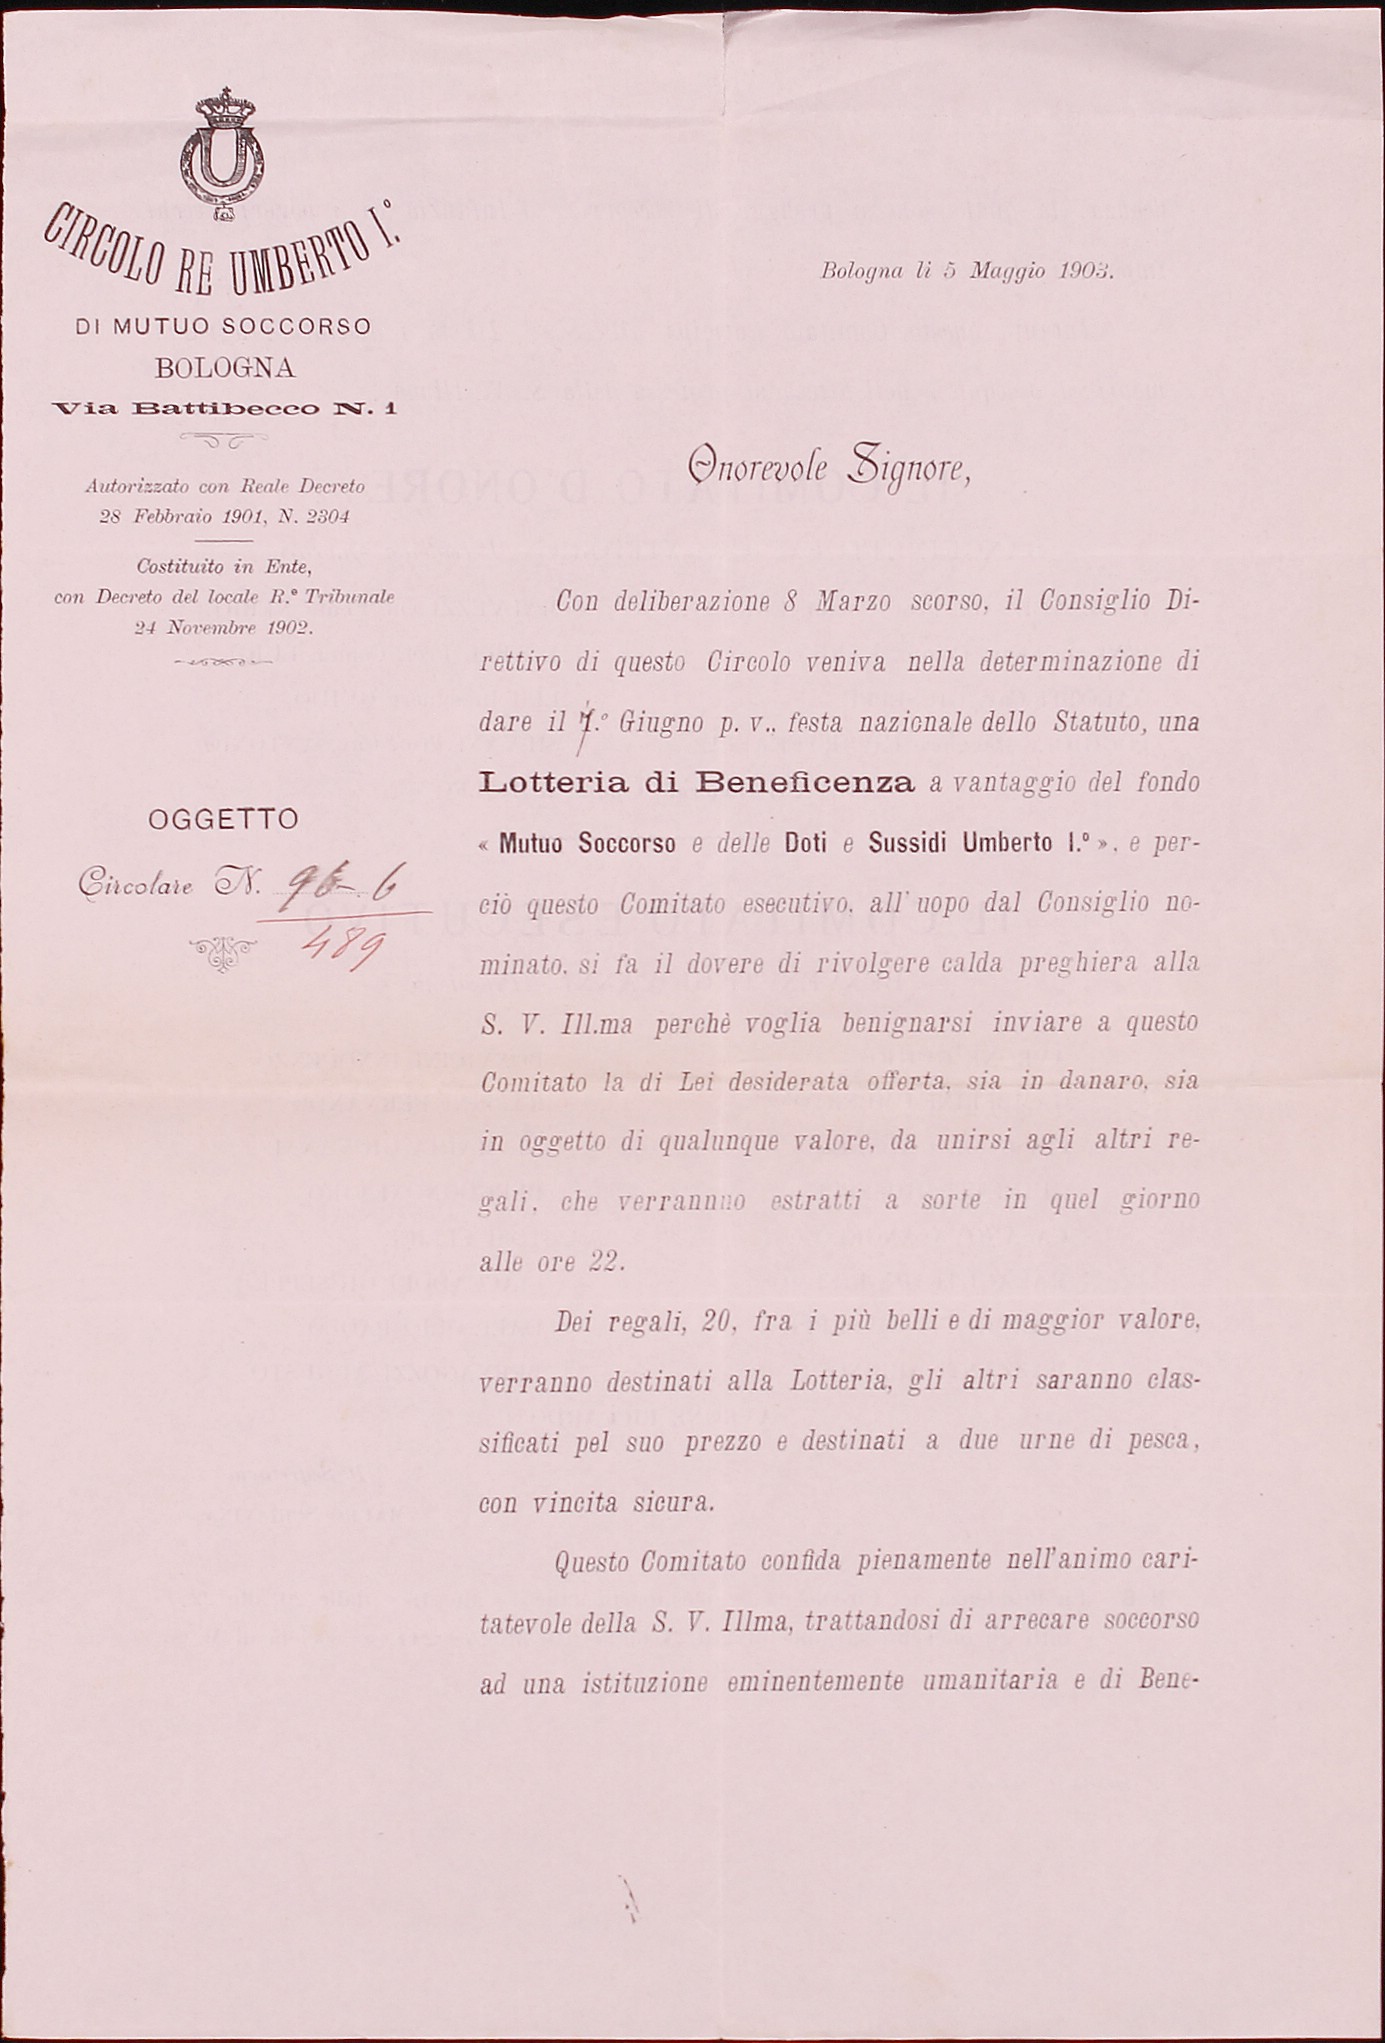 U
CIRCOLO RE UMBERTO I.º
DI MUTUO SOCCORSO
BOLOGNA
Via Battibecco N. 1
Autorizzato con Reale Decreto
28 Febbraio 1901, N. 2304
Costituito in Ente,
con Decreto del locale R.º Tribunale
24 Novembre 1902.
OGGETTO
Circolare N. 96-6
489
Bologna li 5 Maggio 1903.
Onorevole Signore,
Con deliberazione 8 Marzo scorso, il Consiglio Di-
rettivo di questo Circolo veniva nella determinazione di
dare il 7.º Giugno p. v., festa nazionale dello Statuto, una
Lotteria di Beneficenza a vantaggio del fondo
« Mutuo Soccorso e delle Doti e Sussidi Umberto I.º », e per-
ciò questo Comitato esecutivo, all'uopo dal Consiglio no-
minato, si fa il dovere di rivolgere calda preghiera alla
S. V. Ill.ma perchè voglia benignarsi inviare a questo
Comitato la di Lei desiderata offerta, sia in danaro, sia
in oggetto di qualunque valore, da unirsi agli altri re-
gali, che verrannno estratti a sorte in quel giorno
alle ore 22.
Dei regali, 20, fra i più belli e di maggior valore,
verranno destinati alla Lotteria, gli altri saranno clas-
sificati pel suo prezzo e destinati a due urne di pesca,
con vincita sicura.
Questo Comitato confida pienamente nell'animo cari-
tatevole della S. V. Illma, trattandosi di arrecare soccorso
ad una istituzione eminentemente umanitaria e di Bene-